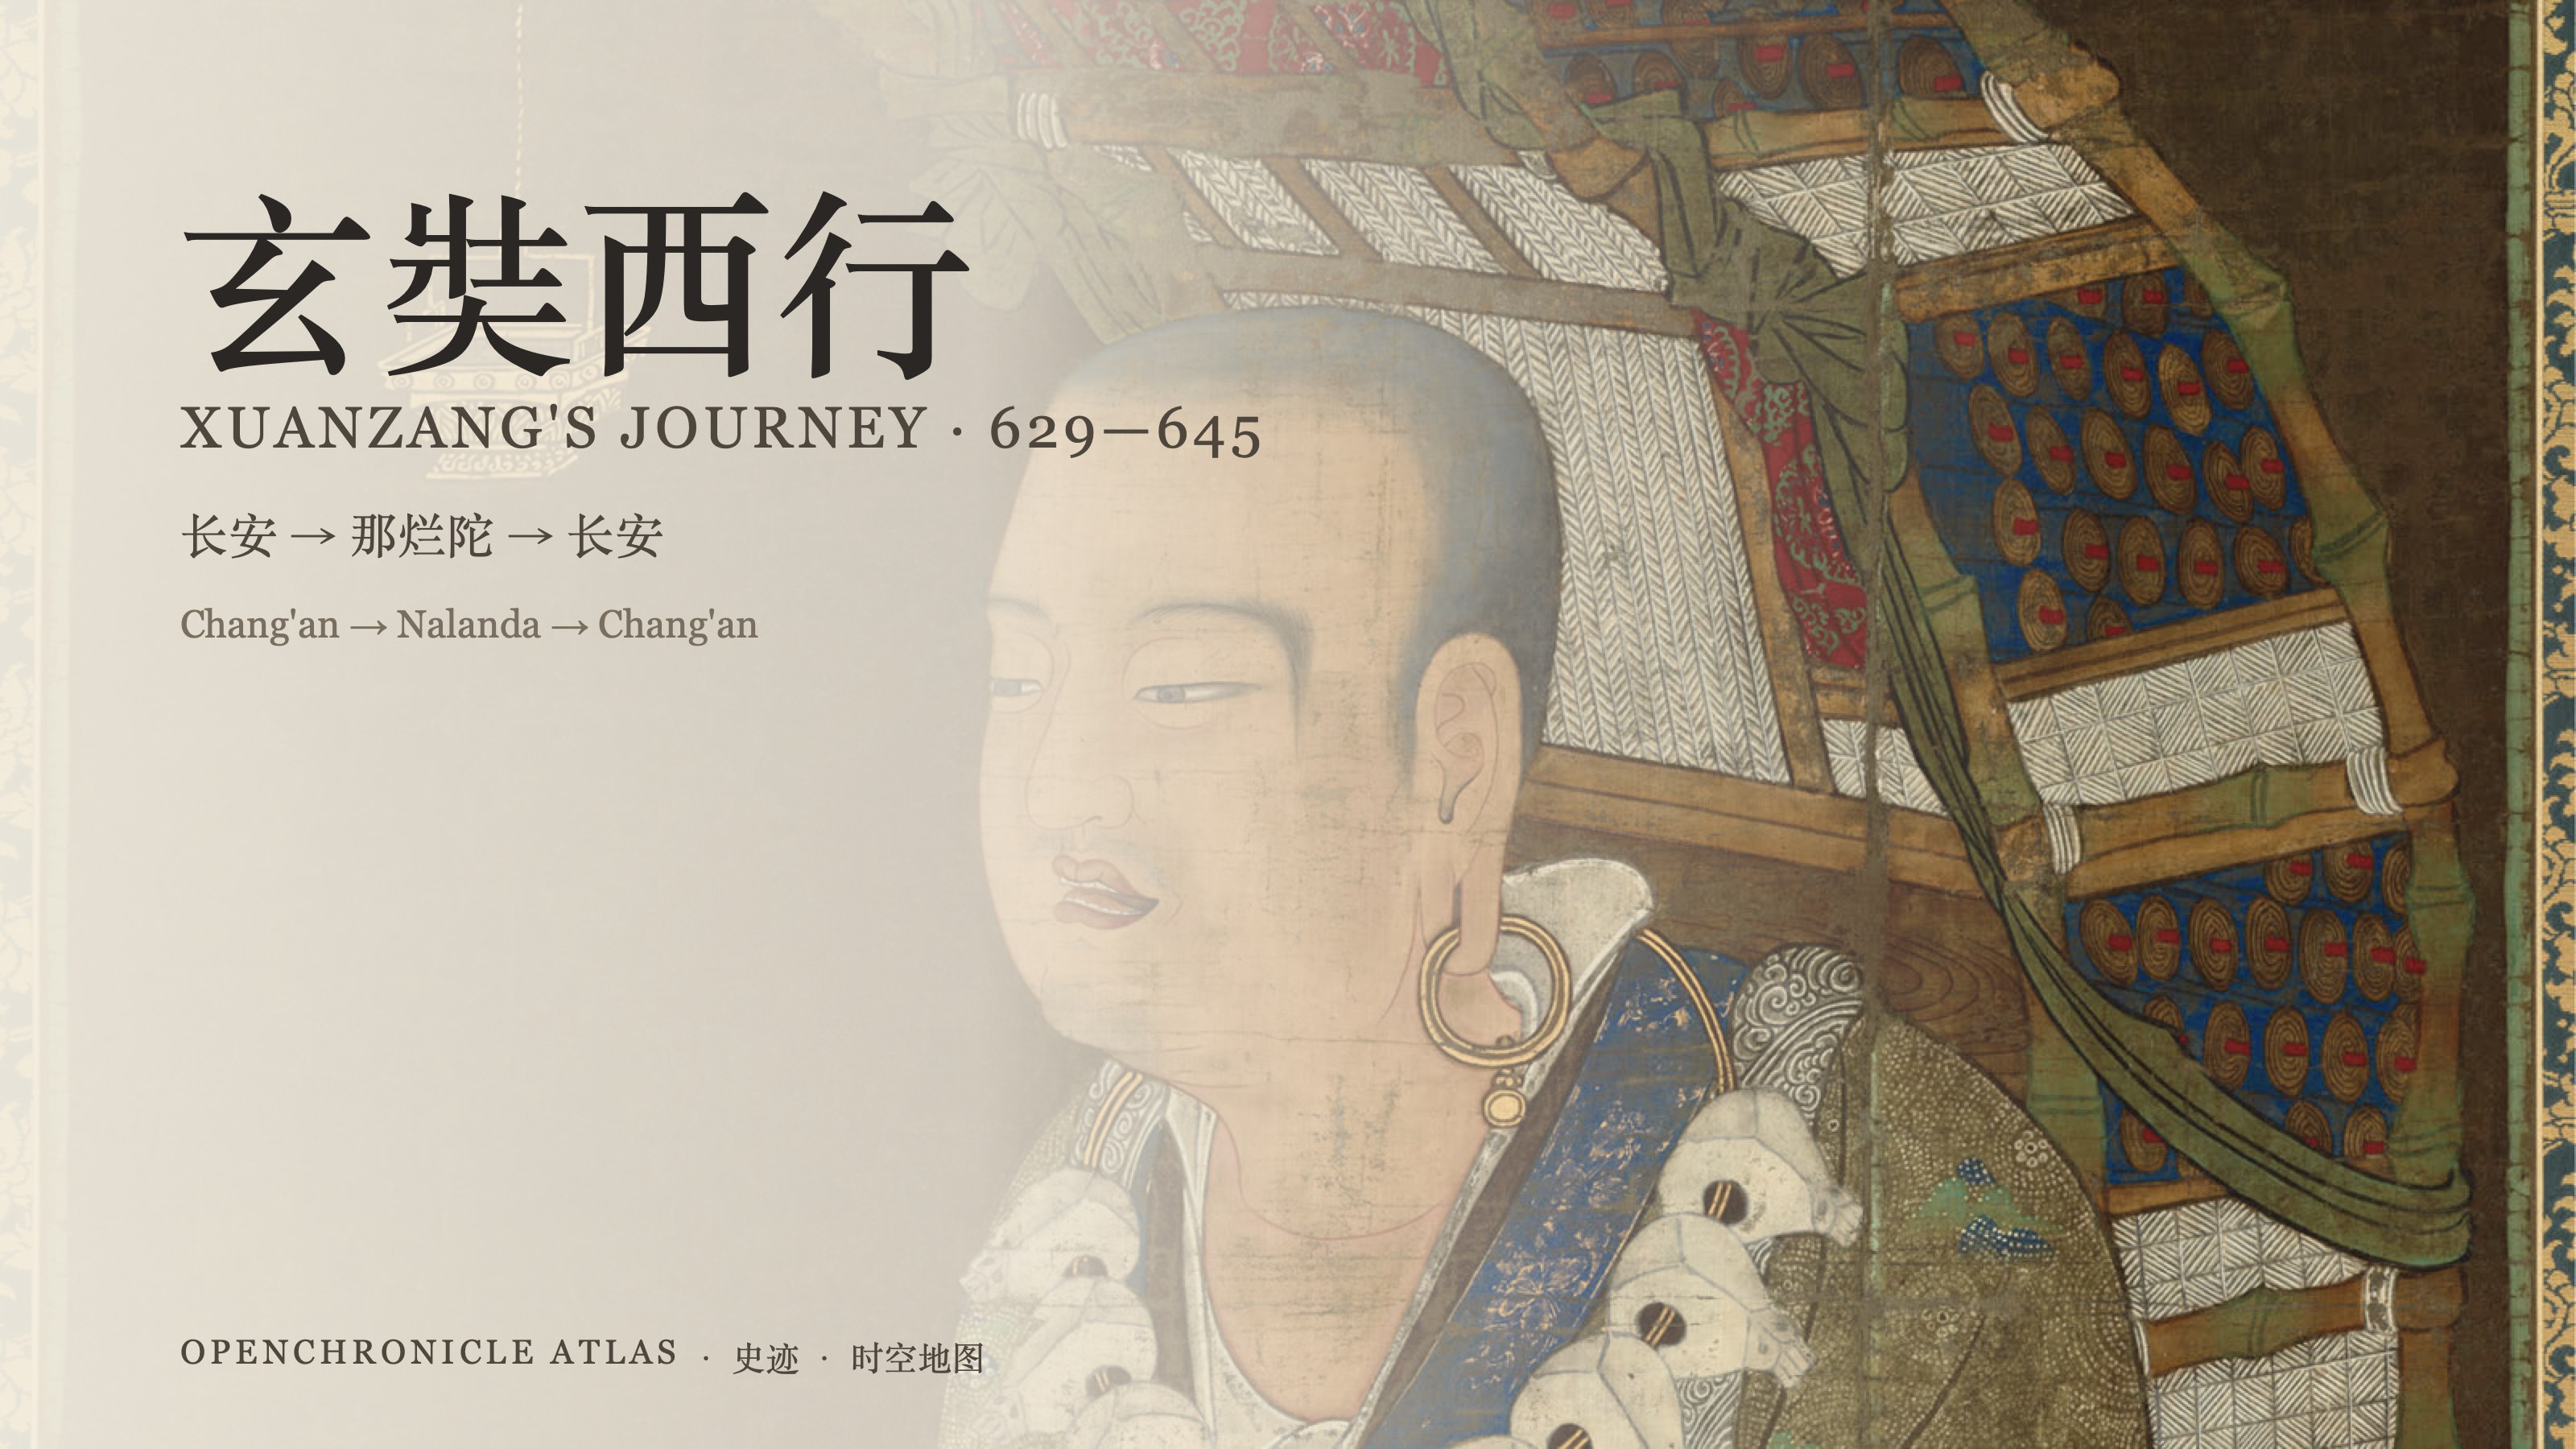 玄奘西行
XUANZANG'S JOURNEY · 629—645
长安 → 那烂陀 → 长安
Chang'an → Nalanda → Chang'an
OPENCHRONICLE ATLAS · 史迹 · 时空地图